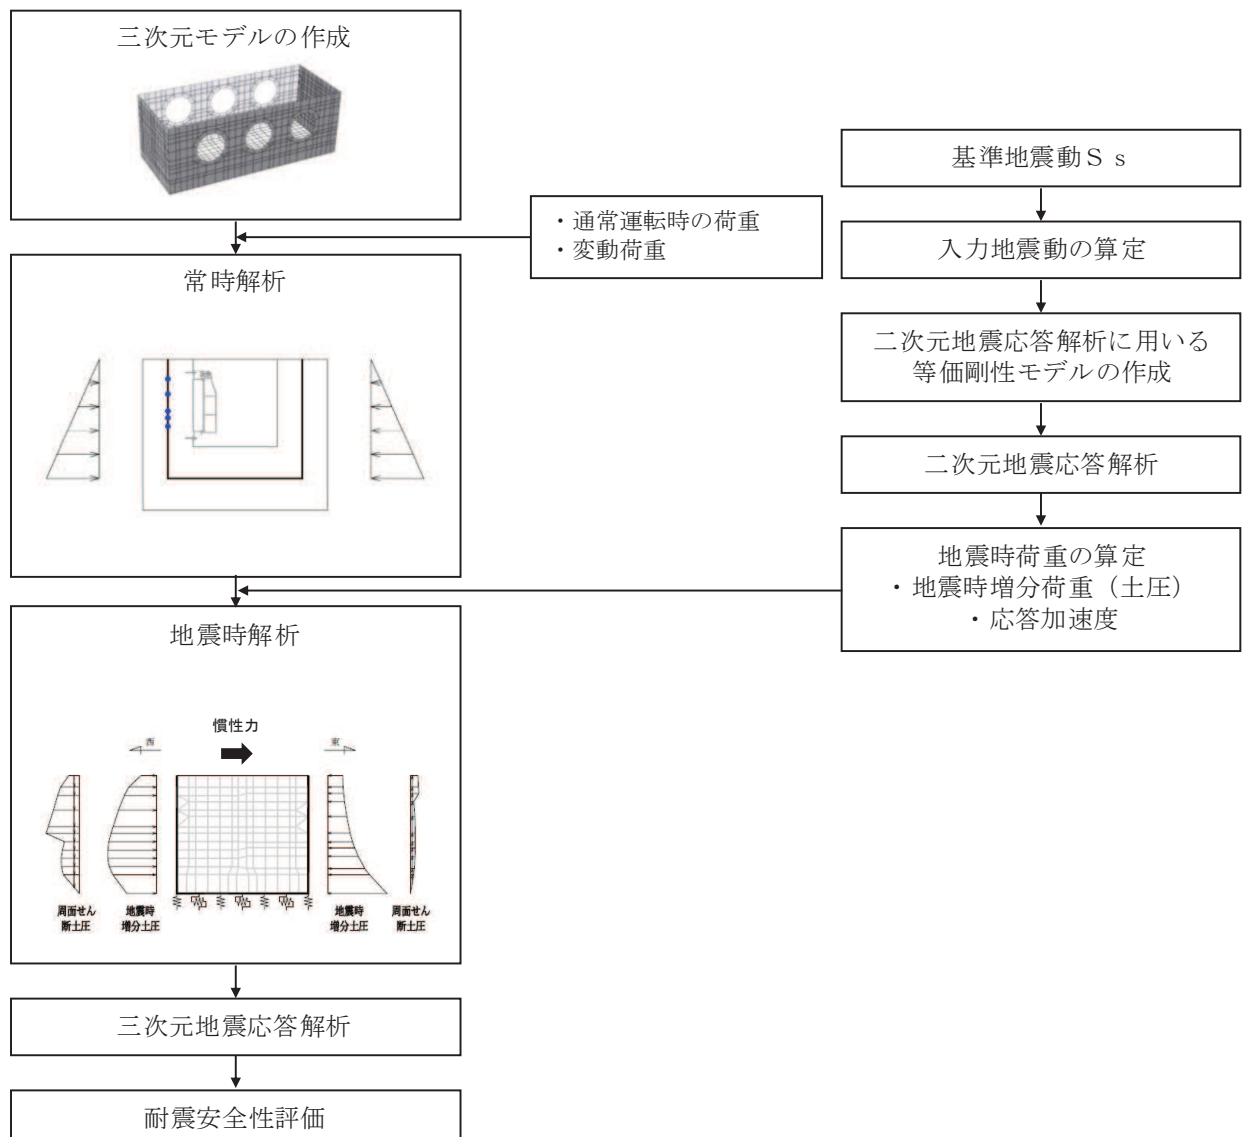 三次元モデルの作成
・通常運転時の荷重
・変動荷重
常時解析
基準地震動Ｓｓ
入力地震動の算定
二次元地震応答解析に用いる
等価剛性モデルの作成
二次元地震応答解析
地震時荷重の算定
・地震時増分荷重（土圧）
・応答加速度
地震時解析
慣性力
西
東
周面せん
断土圧
地震時
増分土圧
地震時
増分土圧
周面せん
断土圧
三次元地震応答解析
耐震安全性評価